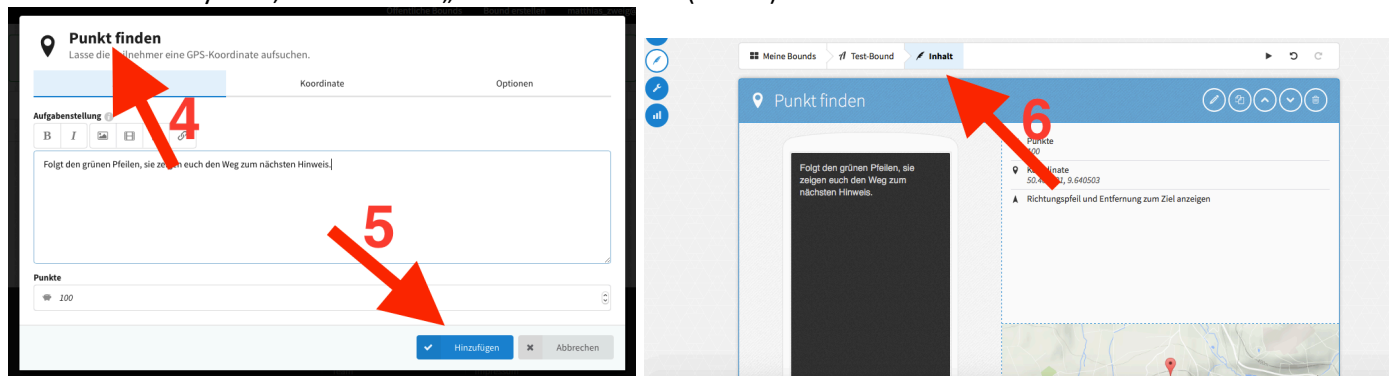 Punkt finden
Lasse die Teilnehmer eine GPS-Koordinate aufsuchen.
Koordinate
Optionen
Aufgabenstellung
B I
4
Folgt den grünen Pfeilen, sie zeigen euch den Weg zum nächsten Hinweis.
5
Punkte
100
Hinzufügen
Abbrechen
Meine Bounds
Test-Bound
Inhalt
Punkt finden
6
Folgt den grünen Pfeilen, sie
zeigen euch den Weg zum
nächsten Hinweis.
Punkte
100
9.640503
Richtungspfeil und Entfernung zum Ziel anzeigen